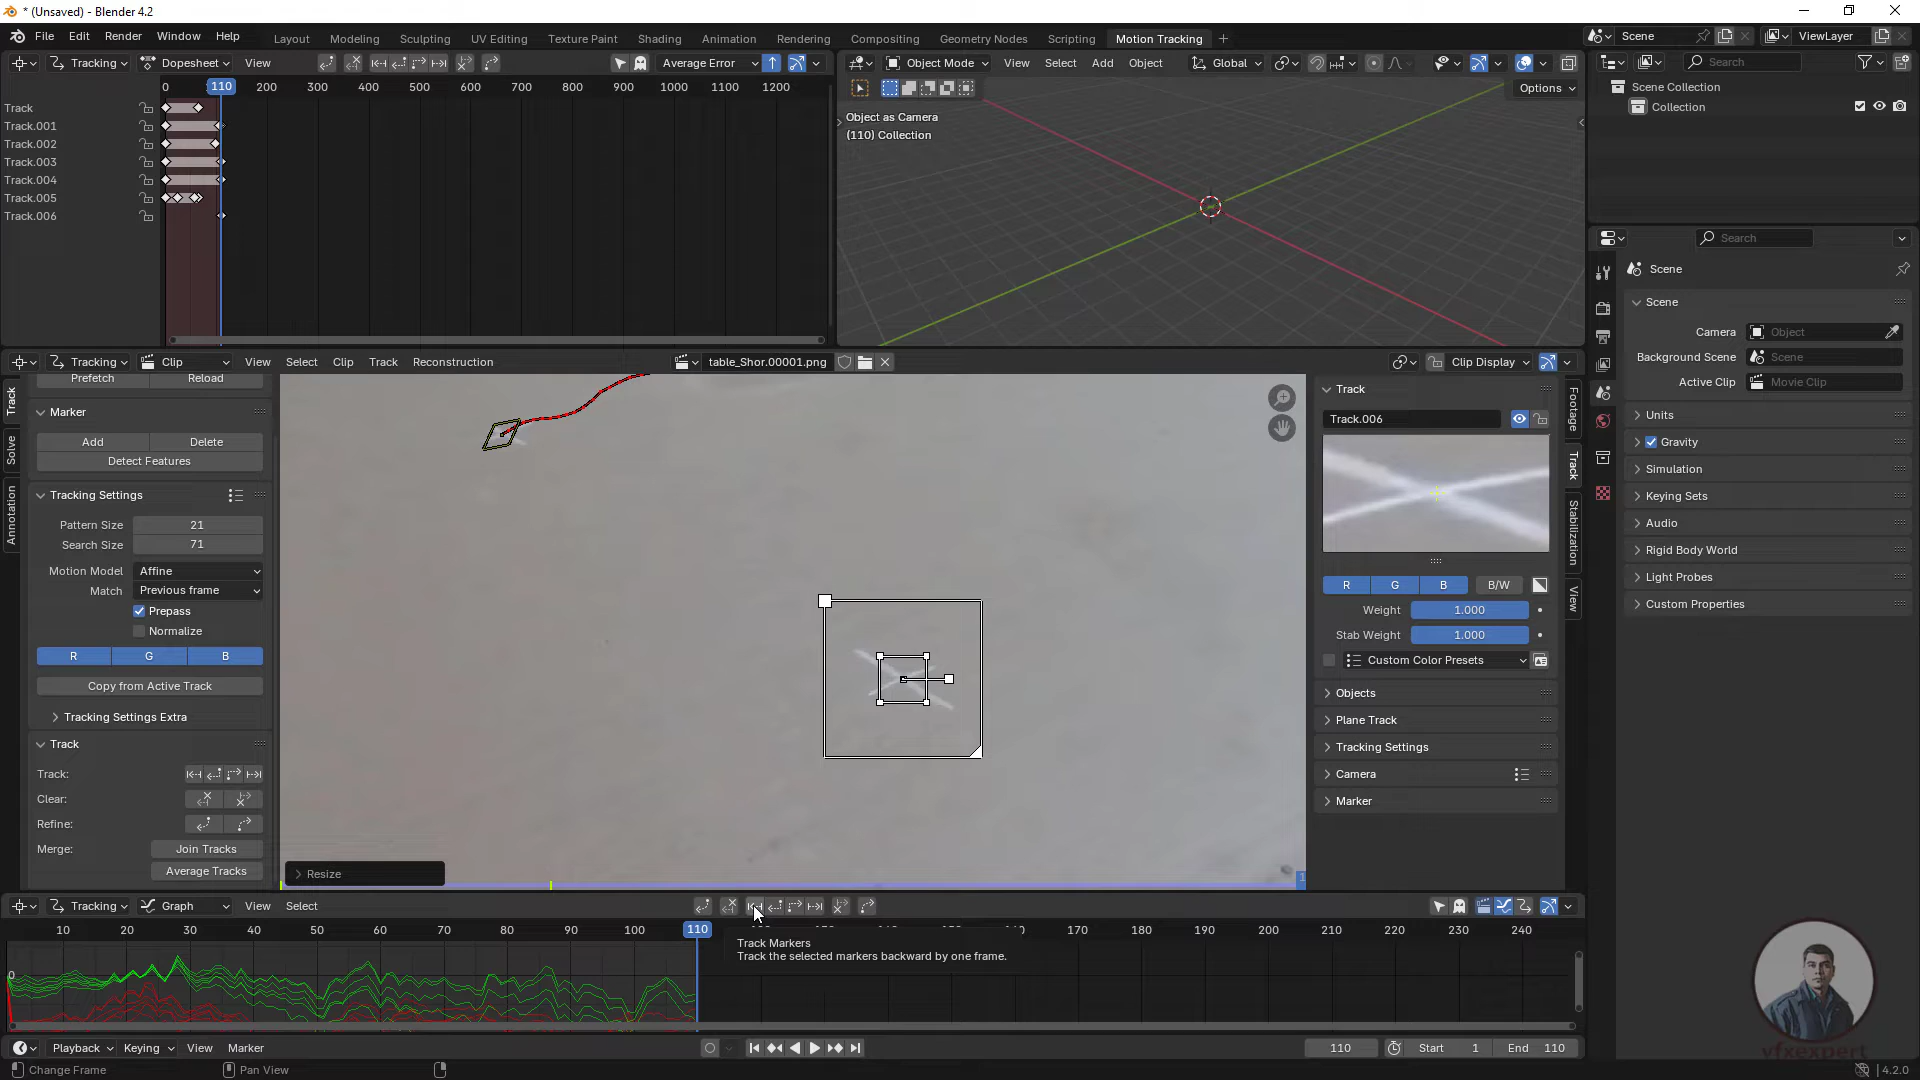 * (Unsaved) - Blender 4.2
File Edit Render Window Help
Layout Modeling Sculpting UV Editing Texture Paint Shading Animation Rendering Compositing Geometry Nodes Scripting Motion Tracking +
Scene ViewLayer
Tracking Dopesheet View Average Error
Object Mode View Select Add Object Global
Search
0 110 200 300 400 500 600 700 800 900 1000 1100 1200
Options
Scene Collection
Collection
Track
Track.001
Track.002
Track.003
Track.004
Track.005
Track.006
Object as Camera
(110) Collection
Search
Scene
Scene
Camera Object
Background Scene Scene
Active Clip Movie Clip
Units
Gravity
Simulation
Keying Sets
Audio
Rigid Body World
Light Probes
Custom Properties
Tracking Clip View Select Clip Track Reconstruction table_Shor.00001.png Clip Display
Track
Solve
Annotation
Prefetch Reload
Marker
Add Delete
Detect Features
Tracking Settings
Pattern Size 21
Search Size 71
Motion Model Affine
Match Previous frame
Prepass
Normalize
R G B
Copy from Active Track
Tracking Settings Extra
Track
Track:
Clear:
Refine:
Merge: Join Tracks
Average Tracks
Resize
1
Track
Track.006
R G B B/W
Weight 1.000
Stab Weight 1.000
Custom Color Presets
Objects
Plane Track
Tracking Settings
Camera
Marker
Footage
Track
Stabilization
View
Tracking Graph View Select
10 20 30 40 50 60 70 80 90 100 110 170 180 190 200 210 220 230 240
0
Track Markers
Track the selected markers backward by one frame.
Playback Keying View Marker
110 Start 1 End 110
Change Frame Pan View
vfxexpert
4.2.0